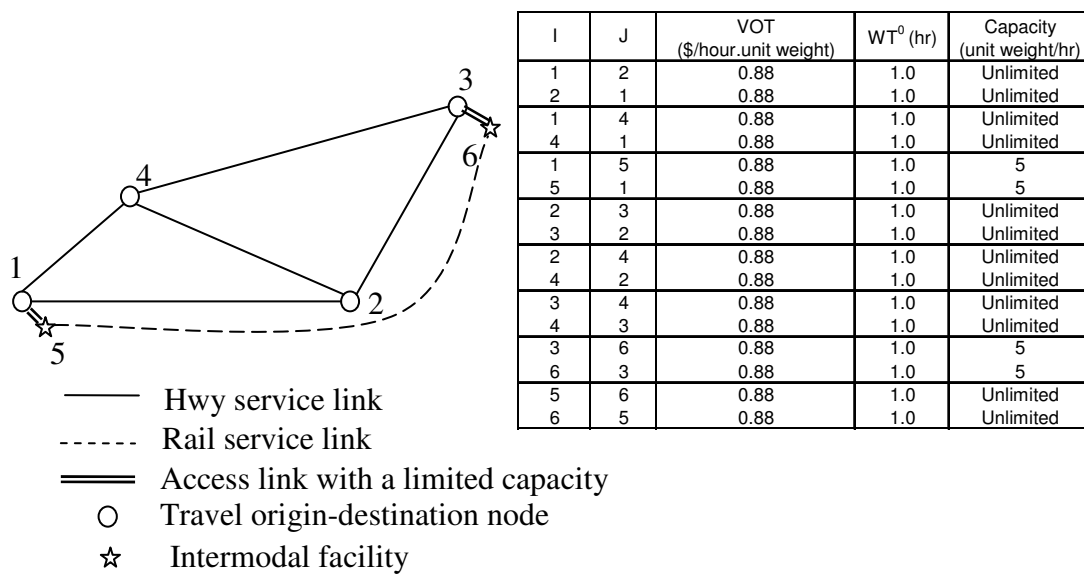 3
6
4
1
2
5
Hwy service link
Rail service link
Access link with a limited capacity
Travel origin-destination node
Intermodal facility
I J VOT ($/hour.unit weight) WT⁰ (hr) Capacity (unit weight/hr)
1 2 0.88 1.0 Unlimited
2 1 0.88 1.0 Unlimited
1 4 0.88 1.0 Unlimited
4 1 0.88 1.0 Unlimited
1 5 0.88 1.0 5
5 1 0.88 1.0 5
2 3 0.88 1.0 Unlimited
3 2 0.88 1.0 Unlimited
2 4 0.88 1.0 Unlimited
4 2 0.88 1.0 Unlimited
3 4 0.88 1.0 Unlimited
4 3 0.88 1.0 Unlimited
3 6 0.88 1.0 5
6 3 0.88 1.0 5
5 6 0.88 1.0 Unlimited
6 5 0.88 1.0 Unlimited